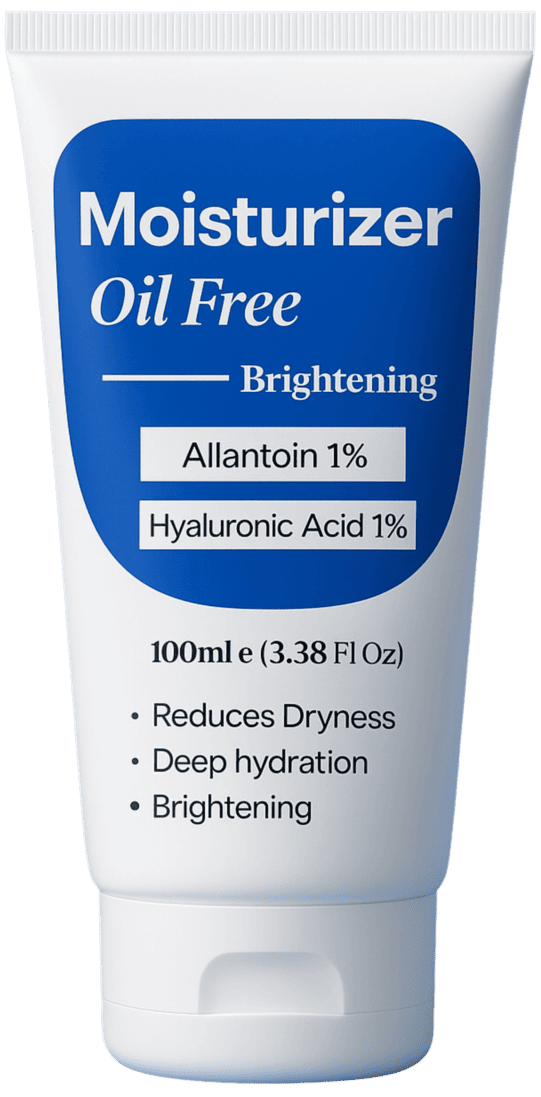 Moisturizer
Oil Free
Brightening
Allantoin 1%
Hyaluronic Acid 1%
100ml e (3.38 Fl Oz)
• Reduces Dryness
• Deep hydration
• Brightening